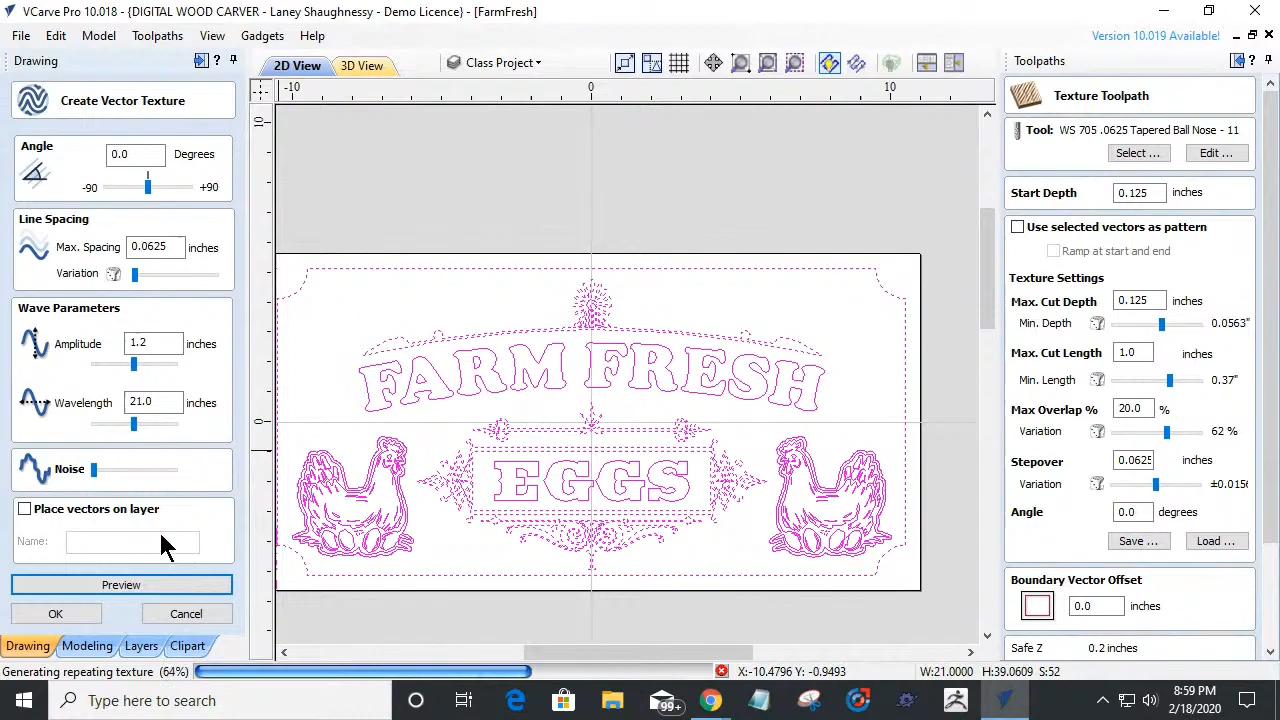 VCarve Pro 10.018 - {DIGITAL WOOD CARVER - Laney Shaughnessy - Demo Licence} - [FarmFresh]
File Edit Model Toolpaths View Gadgets Help
Version 10.019 Available!
Drawing
2D View
3D View
Class Project
Toolpaths
Create Vector Texture
Angle
0.0 Degrees
-90 +90
Line Spacing
Max. Spacing 0.0625 inches
Variation
Wave Parameters
Amplitude 1.2 inches
Wavelength 21.0 inches
Noise
Place vectors on layer
Name:
Preview
OK Cancel
Drawing Modeling Layers Clipart
-10 0 10
10
0
FARM FRESH
EGGS
Texture Toolpath
Tool: WS 705 .0625 Tapered Ball Nose - 11
Select ... Edit ...
Start Depth 0.125 inches
Use selected vectors as pattern
Ramp at start and end
Texture Settings
Max. Cut Depth 0.125 inches
Min. Depth 0.0563"
Max. Cut Length 1.0 inches
Min. Length 0.37"
Max Overlap % 20.0 %
Variation 62 %
Stepover 0.0625 inches
Variation ±0.0156
Angle 0.0 degrees
Save ... Load ...
Boundary Vector Offset
0.0 inches
Safe Z 0.2 inches
Generating repeating texture (64%)
X:-10.4796 Y: -0.9493
W:21.0000 H:39.0609 S:52
Type here to search
99+
8:59 PM
2/18/2020